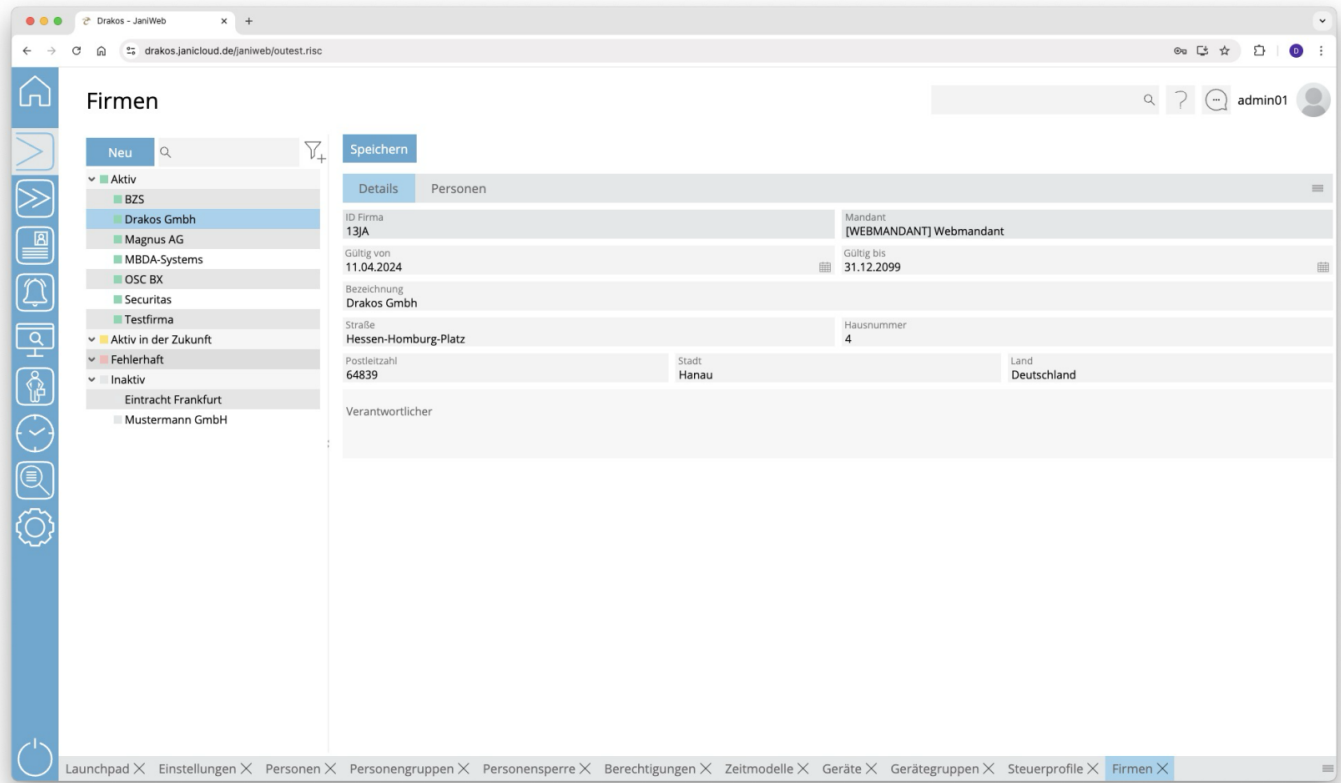 Drakos - JaniWeb
drakos.janicloud.de/janiweb/outest.risc
D
Firmen
?
admin01
Neu
Speichern
Aktiv
BZS
Drakos Gmbh
Magnus AG
MBDA-Systems
OSC BX
Securitas
Testfirma
Aktiv in der Zukunft
Fehlerhaft
Inaktiv
Eintracht Frankfurt
Mustermann GmbH
Details Personen
ID Firma Mandant
13JA [WEBMANDANT] Webmandant
Gültig von Gültig bis
11.04.2024 31.12.2099
Bezeichnung
Drakos Gmbh
Straße Hausnummer
Hessen-Homburg-Platz 4
Postleitzahl Stadt Land
64839 Hanau Deutschland
Verantwortlicher
Launchpad Einstellungen Personen Personengruppen Personensperre Berechtigungen Zeitmodelle Geräte Gerätegruppen Steuerprofile Firmen